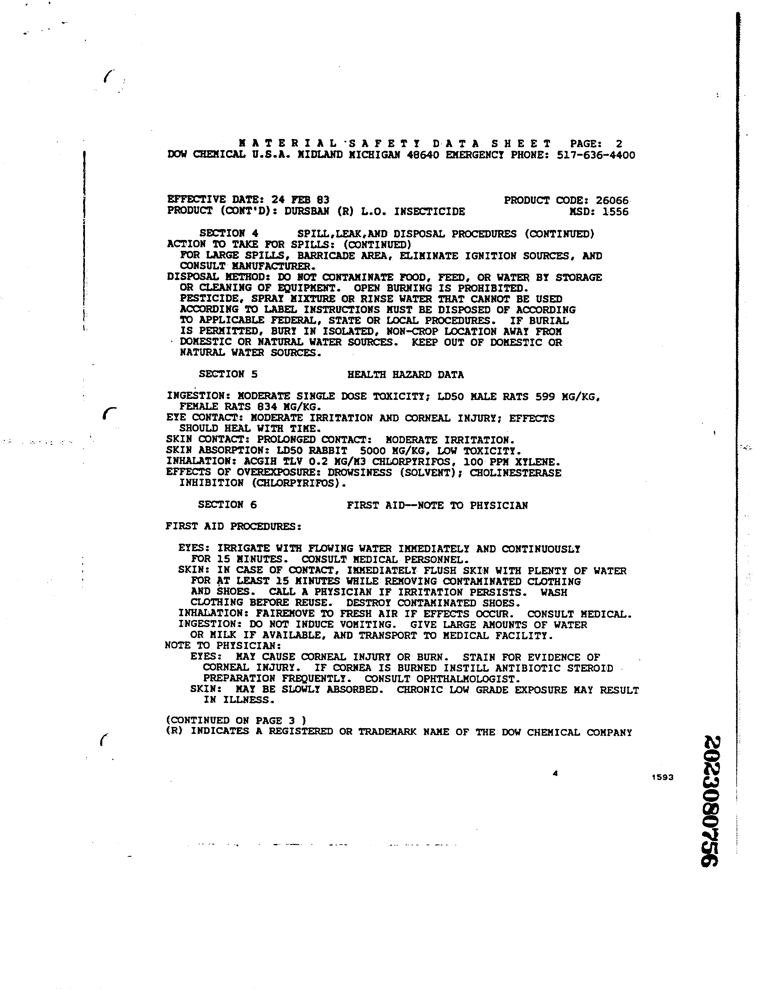 M A T E R I A L S A F E T Y D A T A S H E E T PAGE: 2
DOW CHEMICAL U.S.A. MIDLAND MICHIGAN 48640 EMERGENCY PHONE: 517-636-4400
EFFECTIVE DATE: 24 FEB 83 PRODUCT CODE: 26066
PRODUCT (CONT'D): DURSBAN (R) L.O. INSECTICIDE MSD: 1556
SECTION 4 SPILL,LEAK,AND DISPOSAL PROCEDURES (CONTINUED)
ACTION TO TAKE FOR SPILLS: (CONTINUED)
FOR LARGE SPILLS, BARRICADE AREA, ELIMINATE IGNITION SOURCES, AND
CONSULT MANUFACTURER.
DISPOSAL METHOD: DO NOT CONTAMINATE FOOD, FEED, OR WATER BY STORAGE
OR CLEANING OF EQUIPMENT. OPEN BURNING IS PROHIBITED.
PESTICIDE, SPRAY MIXTURE OR RINSE WATER THAT CANNOT BE USED
ACCORDING TO LABEL INSTRUCTIONS MUST BE DISPOSED OF ACCORDING
TO APPLICABLE FEDERAL, STATE OR LOCAL PROCEDURES. IF BURIAL
IS PERMITTED, BURY IN ISOLATED, NON-CROP LOCATION AWAY FROM
DOMESTIC OR NATURAL WATER SOURCES. KEEP OUT OF DOMESTIC OR
NATURAL WATER SOURCES.
SECTION 5 HEALTH HAZARD DATA
INGESTION: MODERATE SINGLE DOSE TOXICITY; LD50 MALE RATS 599 MG/KG,
FEMALE RATS 834 MG/KG.
EYE CONTACT: MODERATE IRRITATION AND CORNEAL INJURY; EFFECTS
SHOULD HEAL WITH TIME.
SKIN CONTACT: PROLONGED CONTACT: MODERATE IRRITATION.
SKIN ABSORPTION: LD50 RABBIT 5000 MG/KG, LOW TOXICITY.
INHALATION: ACGIH TLV 0.2 MG/M3 CHLORPYRIFOS, 100 PPM XYLENE.
EFFECTS OF OVEREXPOSURE: DROWSINESS (SOLVENT); CHOLINESTERASE
INHIBITION (CHLORPYRIFOS).
SECTION 6 FIRST AID--NOTE TO PHYSICIAN
FIRST AID PROCEDURES:
EYES: IRRIGATE WITH FLOWING WATER IMMEDIATELY AND CONTINUOUSLY
FOR 15 MINUTES. CONSULT MEDICAL PERSONNEL.
SKIN: IN CASE OF CONTACT, IMMEDIATELY FLUSH SKIN WITH PLENTY OF WATER
FOR AT LEAST 15 MINUTES WHILE REMOVING CONTAMINATED CLOTHING
AND SHOES. CALL A PHYSICIAN IF IRRITATION PERSISTS. WASH
CLOTHING BEFORE REUSE. DESTROY CONTAMINATED SHOES.
INHALATION: FAIREMOVE TO FRESH AIR IF EFFECTS OCCUR. CONSULT MEDICAL.
INGESTION: DO NOT INDUCE VOMITING. GIVE LARGE AMOUNTS OF WATER
OR MILK IF AVAILABLE, AND TRANSPORT TO MEDICAL FACILITY.
NOTE TO PHYSICIAN:
EYES: MAY CAUSE CORNEAL INJURY OR BURN. STAIN FOR EVIDENCE OF
CORNEAL INJURY. IF CORNEA IS BURNED INSTILL ANTIBIOTIC STEROID
PREPARATION FREQUENTLY. CONSULT OPHTHALMOLOGIST.
SKIN: MAY BE SLOWLY ABSORBED. CHRONIC LOW GRADE EXPOSURE MAY RESULT
IN ILLNESS.
(CONTINUED ON PAGE 3 )
(R) INDICATES A REGISTERED OR TRADEMARK NAME OF THE DOW CHEMICAL COMPANY
4
1593
2023080756